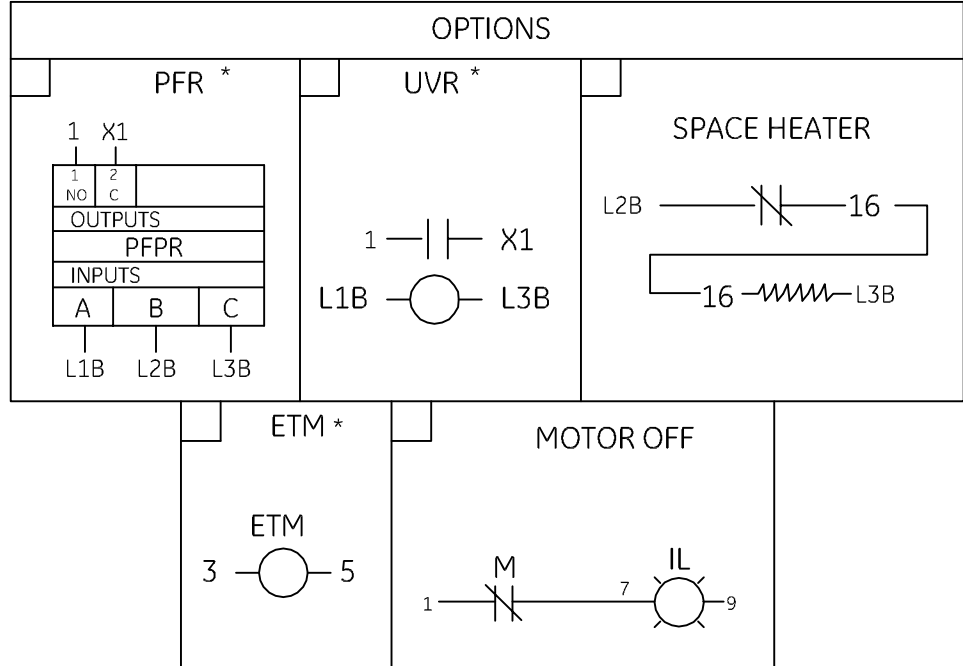 OPTIONS
PFR *
1 X1
1 2
NO C
OUTPUTS
PFPR
INPUTS
A B C
L1B L2B L3B
UVR *
1 X1
L1B L3B
SPACE HEATER
L2B 16
16 L3B
ETM *
ETM
3 5
MOTOR OFF
M IL
1 7 9